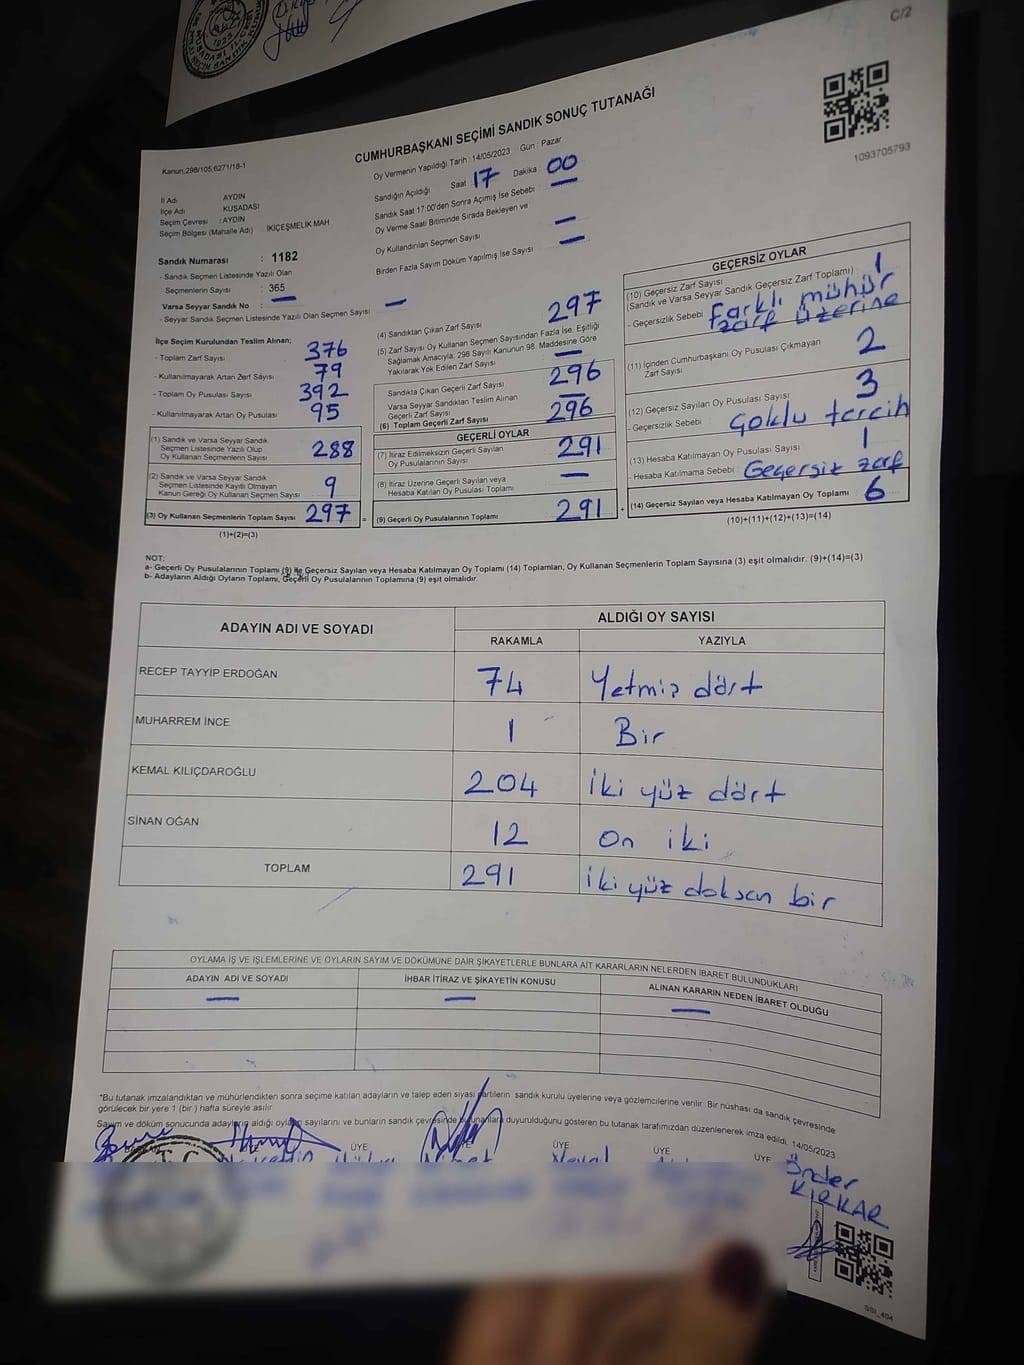 C/2
CUMHURBAŞKANI SEÇİMİ SANDIK SONUÇ TUTANAĞI
1093705793
Kanun,298/105;6271/18-1
Oy Vermenin Yapıldığı Tarih : 14/05/2023 Gün : Pazar
Sandığın Açıldığı Saat 17 Dakika 00
Sandık Saat 17:00'den Sonra Açımış İse Sebebi —
Oy Verme Saati Bitiminde Sırada Bekleyen ve
Oy Kullandırılan Seçmen Sayısı —
Birden Fazla Sayım Döküm Yapılmış İse Sayısı —
İl Adı : AYDIN
İlçe Adı : KUŞADASI
Seçim Çevresi : AYDIN
Seçim Bölgesi (Mahalle Adı) : İKİÇEŞMELİK MAH
Sandık Numarası : 1182
- Sandık Seçmen Listesinde Yazılı Olan
Seçmenlerin Sayısı : 365
Varsa Seyyar Sandık No : —
- Seyyar Sandık Seçmen Listesinde Yazılı Olan Seçmen Sayısı —
İlçe Seçim Kurulundan Teslim Alınan;
- Toplam Zarf Sayısı 376
- Kullanılmayarak Artan Zarf Sayısı 79
- Toplam Oy Pusulası Sayısı 392
- Kullanılmayarak Artan Oy Pusulası 95
(1) Sandık ve Varsa Seyyar Sandık
Seçmen Listesinde Yazılı Olup
Oy Kullanan Seçmenlerin Sayısı 288
(2) Sandık ve Varsa Seyyar Sandık
Seçmen Listesinde Kayıtlı Olmayan
Kanun Gereği Oy Kullanan Seçmen Sayısı 9
(3) Oy Kullanan Seçmenlerin Toplam Sayısı 297 =
(1)+(2)=(3)
(4) Sandıktan Çıkan Zarf Sayısı 297
(5) Zarf Sayısı Oy Kullanan Seçmen Sayısından Fazla İse, Eşitliği
Sağlamak Amacıyla, 298 Sayılı Kanunun 98. Maddesine Göre
Yakılarak Yok Edilen Zarf Sayısı —
Sandıkta Çıkan Geçerli Zarf Sayısı 296
Varsa Seyyar Sandıktan Teslim Alınan
Geçerli Zarf Sayısı —
(6) Toplam Geçerli Zarf Sayısı 296
GEÇERLİ OYLAR
(7) İtiraz Edilmeksizin Geçerli Sayılan
Oy Pusulalarının Sayısı 291
(8) İtiraz Üzerine Geçerli Sayılan veya
Hesaba Katılan Oy Pusulası Toplamı —
(9) Geçerli Oy Pusulalarının Toplamı 291 +
GEÇERSİZ OYLAR
(10) Geçersiz Zarf Sayısı 1
(Sandık ve Varsa Seyyar Sandık Geçersiz Zarf Toplamı)
- Geçersizlik Sebebi Farklı mühür
zarf üzerine
(11) İçinden Cumhurbaşkanı Oy Pusulası Çıkmayan
Zarf Sayısı 2
(12) Geçersiz Sayılan Oy Pusulası Sayısı 3
- Geçersizlik Sebebi Çoklu tercih
(13) Hesaba Katılmayan Oy Pusulası Sayısı 1
- Hesaba Katılmama Sebebi Geçersiz zarf
(14) Geçersiz Sayılan veya Hesaba Katılmayan Oy Toplamı 6
(10)+(11)+(12)+(13)=(14)
NOT:
a- Geçerli Oy Pusulalarının Toplamı (9) ile Geçersiz Sayılan veya Hesaba Katılmayan Oy Toplamı (14) Toplamları, Oy Kullanan Seçmenlerin Toplam Sayısına (3) eşit olmalıdır. (9)+(14)=(3)
b- Adayların Aldığı Oyların Toplamı, Geçerli Oy Pusulalarının Toplamına (9) eşit olmalıdır.
ADAYIN ADI VE SOYADI
ALDIĞI OY SAYISI
RAKAMLA YAZIYLA
RECEP TAYYİP ERDOĞAN 74 Yetmiş dört
MUHARREM İNCE 1 Bir
KEMAL KILIÇDAROĞLU 204 iki yüz dört
SİNAN OĞAN 12 on iki
TOPLAM 291 iki yüz doksan bir
OYLAMA İŞ VE İŞLEMLERİNE VE OYLARIN SAYIM VE DÖKÜMÜNE DAİR ŞİKAYETLERLE BUNLARA AİT KARARLARIN NELERDEN İBARET BULUNDUKLARI
ADAYIN ADI VE SOYADI İHBAR İTİRAZ VE ŞİKAYETİN KONUSU ALINAN KARARIN NEDEN İBARET OLDUĞU
— — —
*Bu tutanak imzalandıktan ve mühürlendikten sonra seçime katılan adayların ve talep eden siyasi partilerin sandık kurulu üyelerine veya gözlemcilerine verilir. Bir nüshası da sandık çevresinde
görülecek bir yere 1 (bir ) hafta süreyle asılır
Sayım ve döküm sonucunda adayların aldığı oyların sayılarını ve bunların sandık çevresinde bulunanlara duyurulduğunu gösteren bu tutanak tarafımızdan düzenlenerek imza edildi. 14/05/2023
ÜYE ÜYE ÜYE ÜYE
Önder
KIRKAR
T.C.